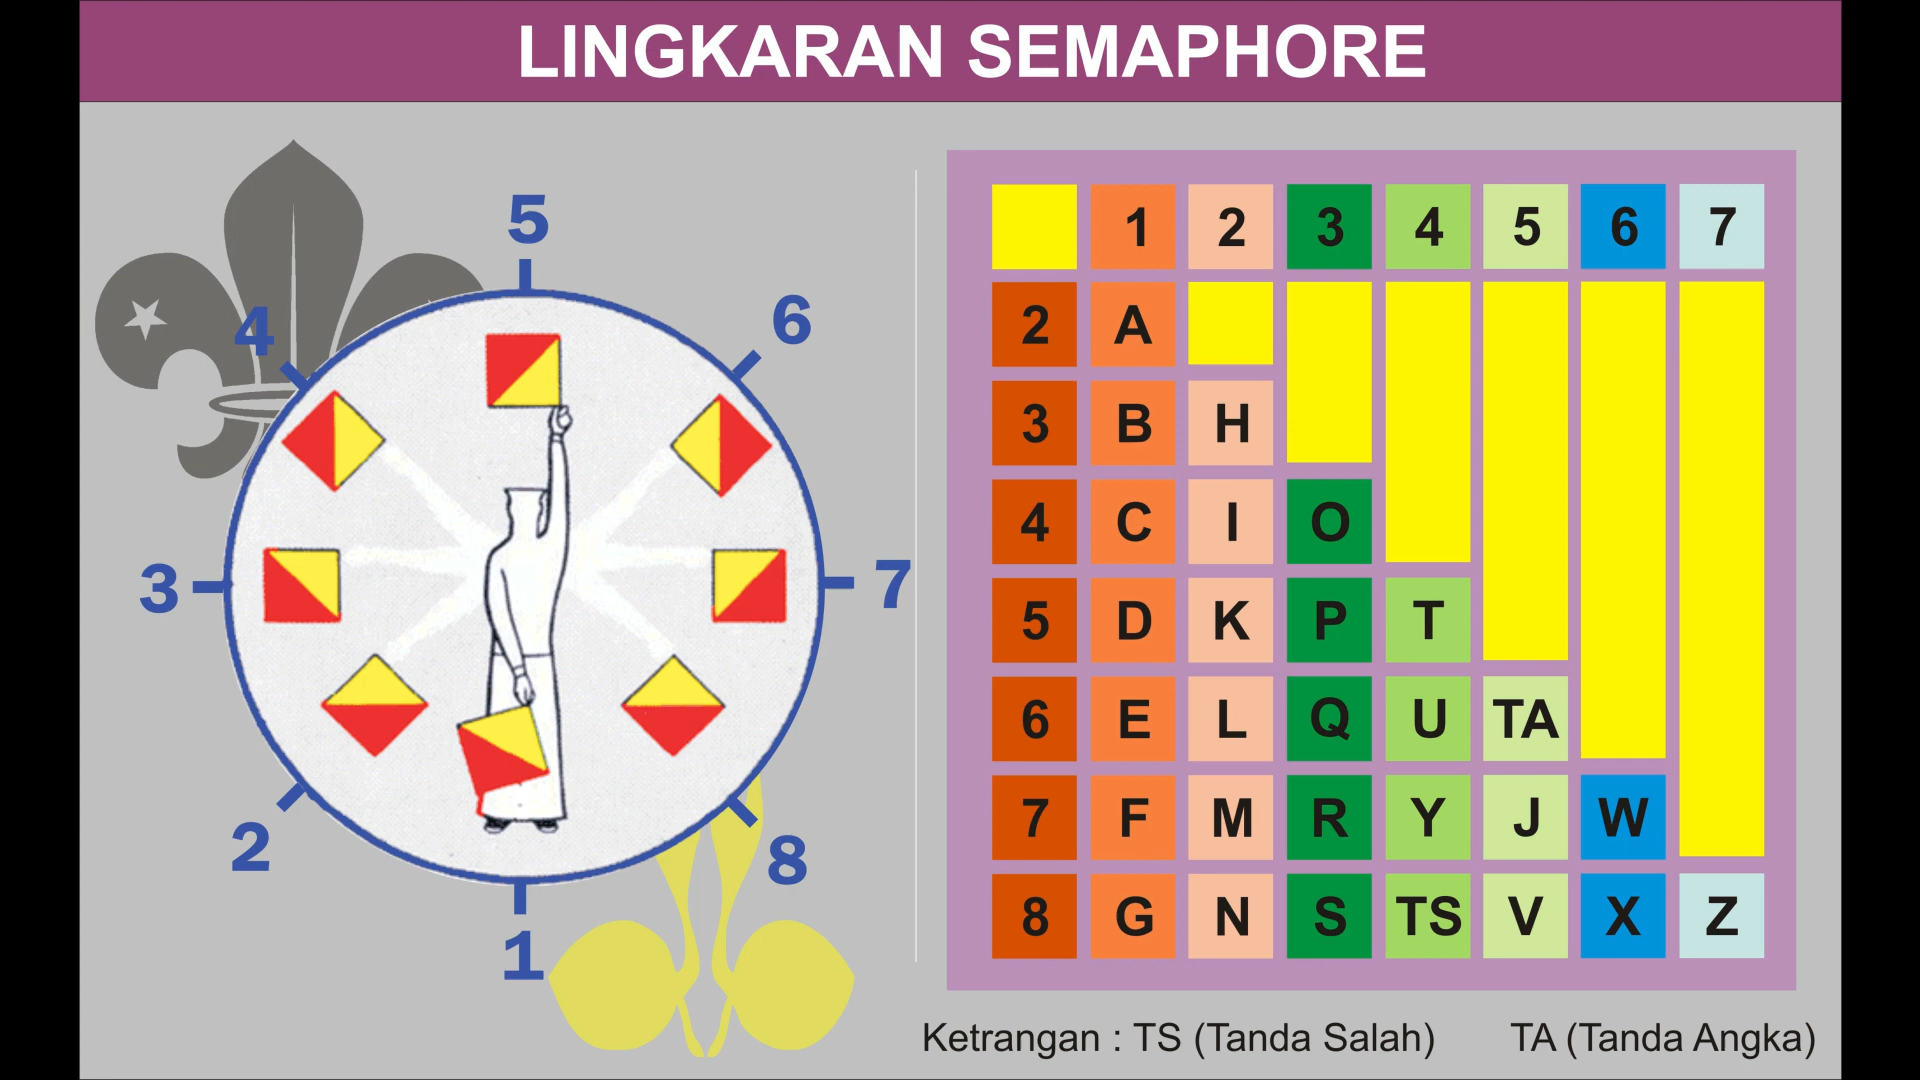 LINGKARAN SEMAPHORE
5
4
6
3
7
2
8
1
1 2 3 4 5 6 7
2 A
3 B H
4 C I O
5 D K P T
6 E L Q U TA
7 F M R Y J W
8 G N S TS V X Z
Ketrangan : TS (Tanda Salah) TA (Tanda Angka)